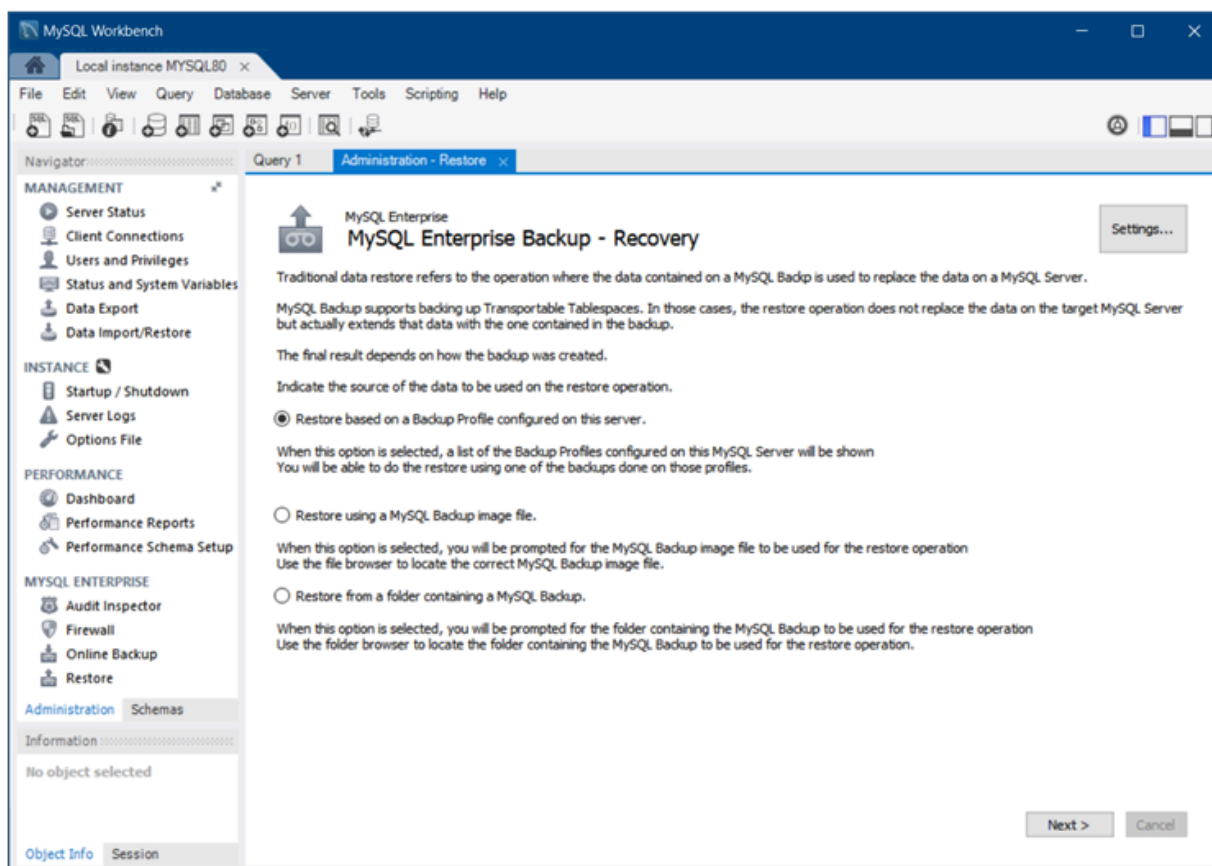 MySQL Workbench
Local instance MYSQL80
File Edit View Query Database Server Tools Scripting Help
Navigator
MANAGEMENT
Server Status
Client Connections
Users and Privileges
Status and System Variables
Data Export
Data Import/Restore
INSTANCE
Startup / Shutdown
Server Logs
Options File
PERFORMANCE
Dashboard
Performance Reports
Performance Schema Setup
MYSQL ENTERPRISE
Audit Inspector
Firewall
Online Backup
Restore
Administration Schemas
Information
No object selected
Object Info Session
Query 1 Administration - Restore
MySQL Enterprise
MySQL Enterprise Backup - Recovery
Settings...
Traditional data restore refers to the operation where the data contained on a MySQL Backp is used to replace the data on a MySQL Server.
MySQL Backup supports backing up Transportable Tablespaces. In those cases, the restore operation does not replace the data on the target MySQL Server
but actually extends that data with the one contained in the backup.
The final result depends on how the backup was created.
Indicate the source of the data to be used on the restore operation.
Restore based on a Backup Profile configured on this server.
When this option is selected, a list of the Backup Profiles configured on this MySQL Server will be shown
You will be able to do the restore using one of the backups done on those profiles.
Restore using a MySQL Backup image file.
When this option is selected, you will be prompted for the MySQL Backup image file to be used for the restore operation
Use the file browser to locate the correct MySQL Backup image file.
Restore from a folder containing a MySQL Backup.
When this option is selected, you will be prompted for the folder containing the MySQL Backup to be used for the restore operation
Use the folder browser to locate the folder containing the MySQL Backup to be used for the restore operation.
Next > Cancel